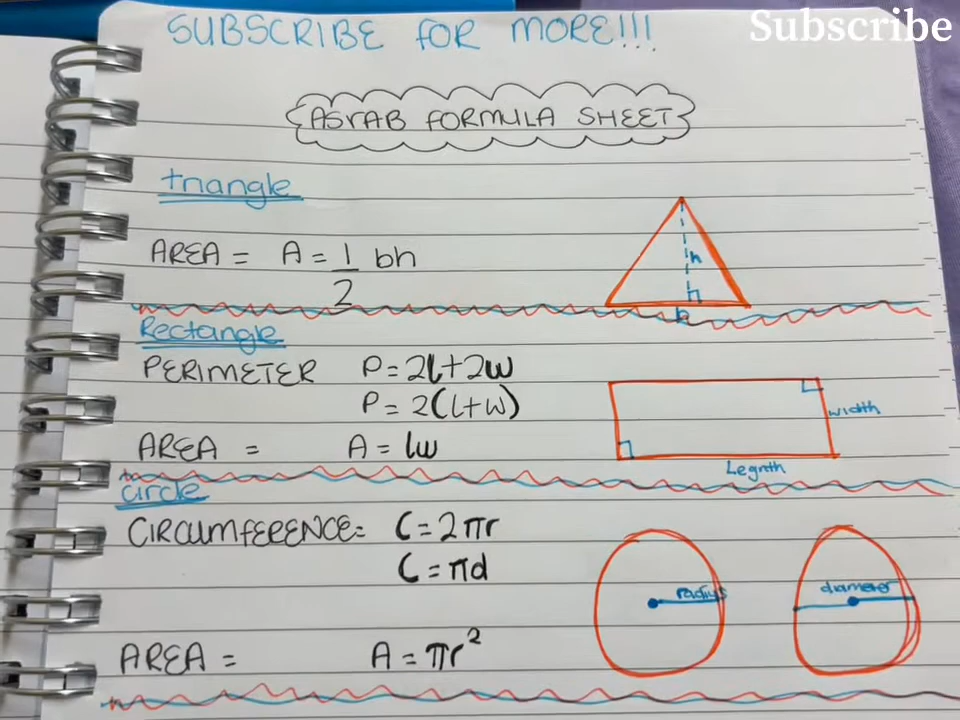 SUBSCRIBE FOR MORE!!!
Subscribe
ASVAB FORMULA SHEET
triangle
AREA = A = 1/2 bh
h
b
Rectangle
PERIMETER P = 2l + 2w
P = 2(l+w)
width
AREA = A = lw
Legnth
circle
CIRCUMFERENCE = C = 2πr
C = πd
radius
diameter
AREA = A = πr²